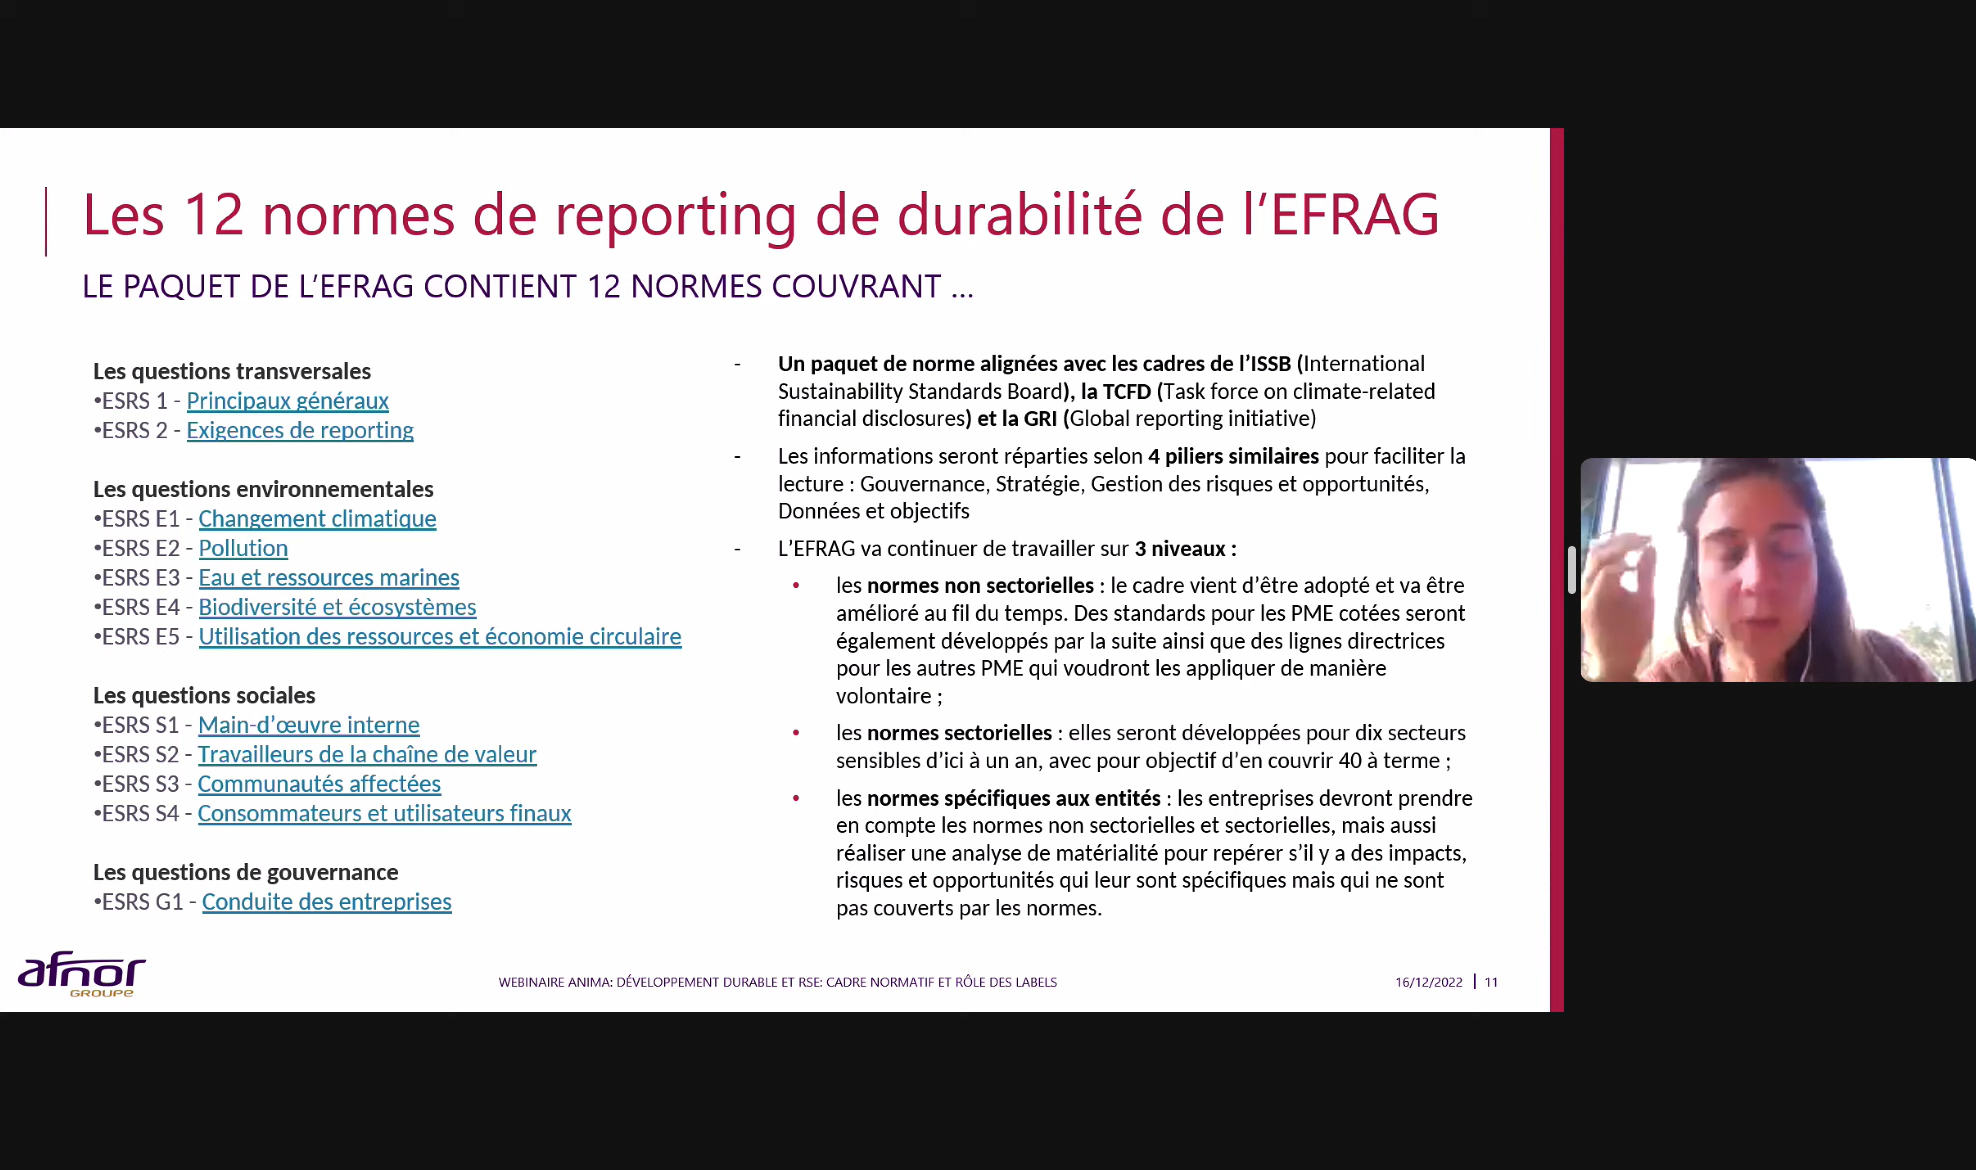 Les 12 normes de reporting de durabilité de l’EFRAG
LE PAQUET DE L’EFRAG CONTIENT 12 NORMES COUVRANT ...
Les questions transversales
•ESRS 1 - Principaux généraux
•ESRS 2 - Exigences de reporting
Les questions environnementales
•ESRS E1 - Changement climatique
•ESRS E2 - Pollution
•ESRS E3 - Eau et ressources marines
•ESRS E4 - Biodiversité et écosystèmes
•ESRS E5 - Utilisation des ressources et économie circulaire
Les questions sociales
•ESRS S1 - Main-d’œuvre interne
•ESRS S2 - Travailleurs de la chaîne de valeur
•ESRS S3 - Communautés affectées
•ESRS S4 - Consommateurs et utilisateurs finaux
Les questions de gouvernance
•ESRS G1 - Conduite des entreprises
- Un paquet de norme alignées avec les cadres de l’ISSB (International
Sustainability Standards Board), la TCFD (Task force on climate-related
financial disclosures) et la GRI (Global reporting initiative)
- Les informations seront réparties selon 4 piliers similaires pour faciliter la
lecture : Gouvernance, Stratégie, Gestion des risques et opportunités,
Données et objectifs
- L’EFRAG va continuer de travailler sur 3 niveaux :
• les normes non sectorielles : le cadre vient d’être adopté et va être
amélioré au fil du temps. Des standards pour les PME cotées seront
également développés par la suite ainsi que des lignes directrices
pour les autres PME qui voudront les appliquer de manière
volontaire ;
• les normes sectorielles : elles seront développées pour dix secteurs
sensibles d’ici à un an, avec pour objectif d’en couvrir 40 à terme ;
• les normes spécifiques aux entités : les entreprises devront prendre
en compte les normes non sectorielles et sectorielles, mais aussi
réaliser une analyse de matérialité pour repérer s’il y a des impacts,
risques et opportunités qui leur sont spécifiques mais qui ne sont
pas couverts par les normes.
afnor
GROUPE
WEBINAIRE ANIMA: DÉVELOPPEMENT DURABLE ET RSE: CADRE NORMATIF ET RÔLE DES LABELS
16/12/2022 | 11